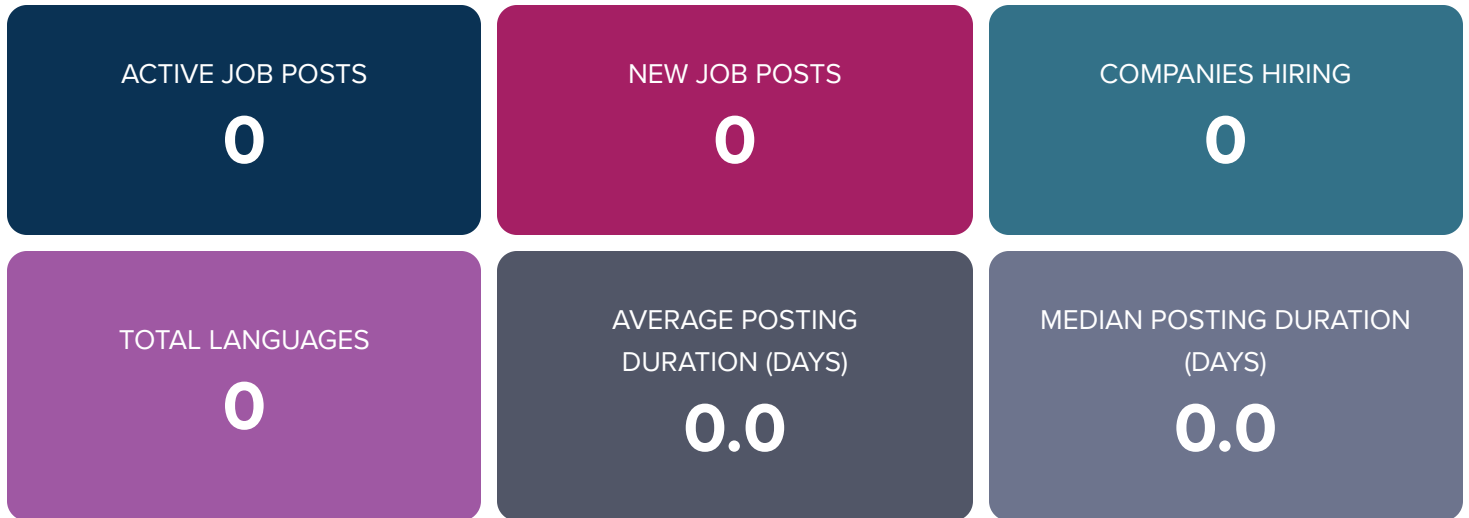 ACTIVE JOB POSTS
0
NEW JOB POSTS
0
COMPANIES HIRING
0
TOTAL LANGUAGES
0
AVERAGE POSTING
DURATION (DAYS)
0.0
MEDIAN POSTING DURATION
(DAYS)
0.0